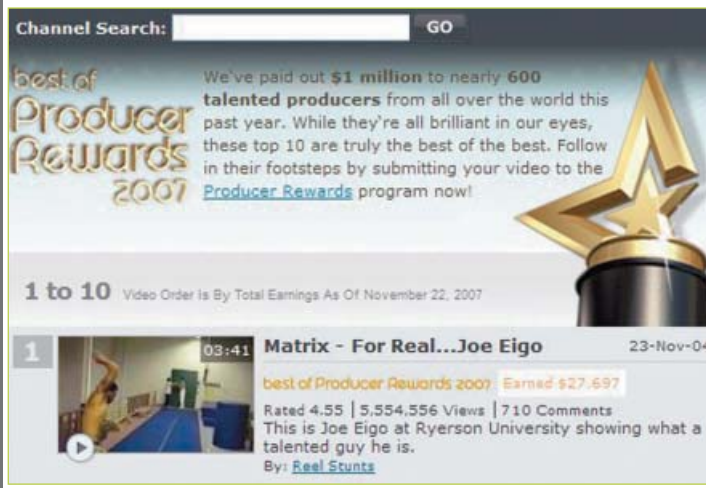 Channel Search: GO
best of
Producer
Rewards
2007
We've paid out $1 million to nearly 600
talented producers from all over the world this
past year. While they're all brilliant in our eyes,
these top 10 are truly the best of the best. Follow
in their footsteps by submitting your video to the
Producer Rewards program now!
1 to 10 Video Order Is By Total Earnings As Of November 22, 2007
1
03:41
Matrix - For Real...Joe Eigo 23-Nov-04
best of Producer Rewards 2007 Earned $27,697
Rated 4.55 | 5,554,556 Views | 710 Comments
This is Joe Eigo at Ryerson University showing what a
talented guy he is.
By: Reel Stunts